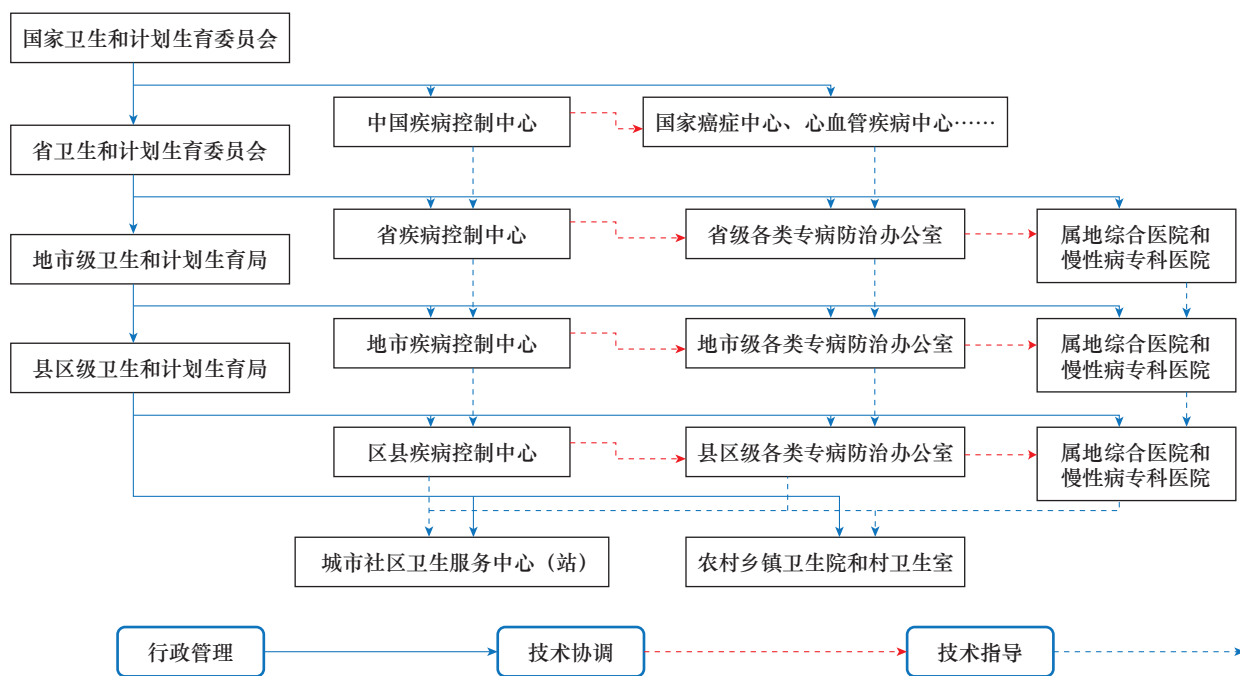 国家卫生和计划生育委员会
中国疾病控制中心
国家癌症中心、心血管疾病中心……
省卫生和计划生育委员会
省疾病控制中心
省级各类专病防治办公室
属地综合医院和
慢性病专科医院
地市级卫生和计划生育局
地市疾病控制中心
地市级各类专病防治办公室
属地综合医院和
慢性病专科医院
县区级卫生和计划生育局
区县疾病控制中心
县区级各类专病防治办公室
属地综合医院和
慢性病专科医院
城市社区卫生服务中心（站）
农村乡镇卫生院和村卫生室
行政管理
技术协调
技术指导